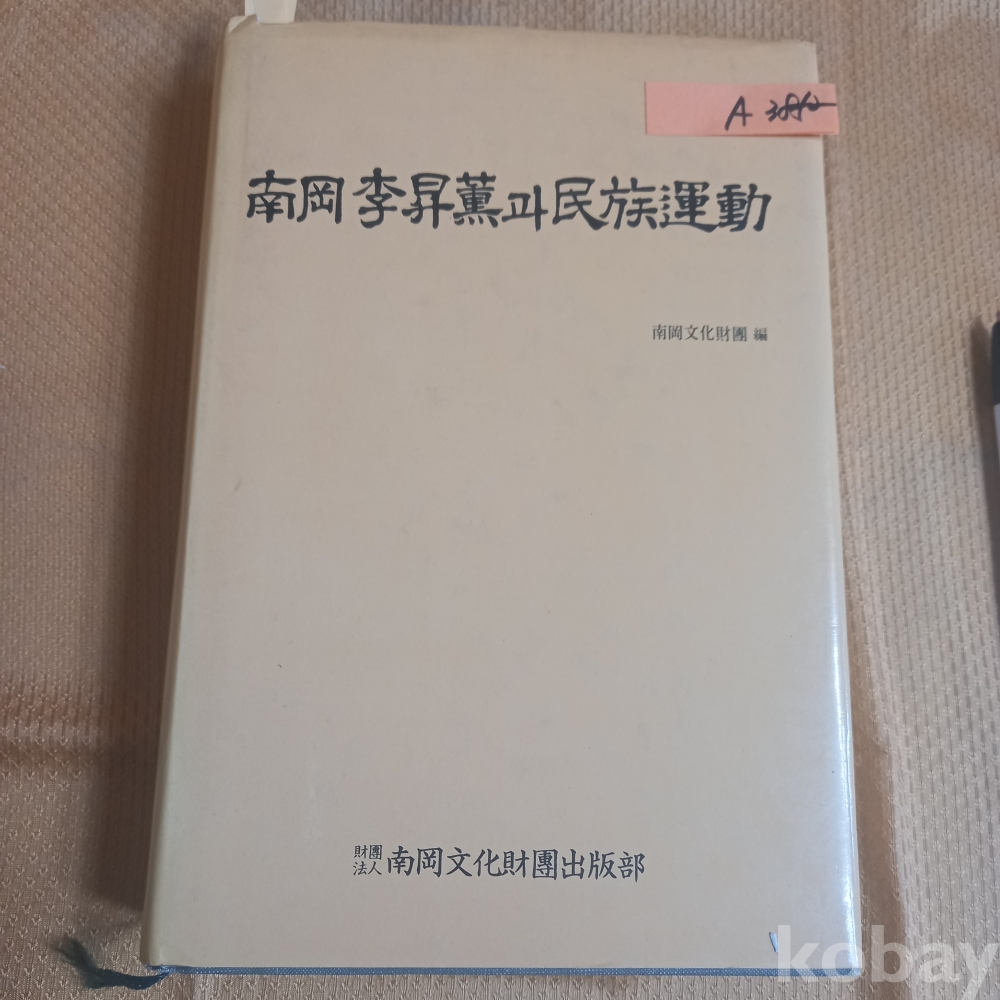 A 3862
南岡 李昇薰과 民族運動
南岡文化財團 編
財團
法人 南岡文化財團出版部
kobay